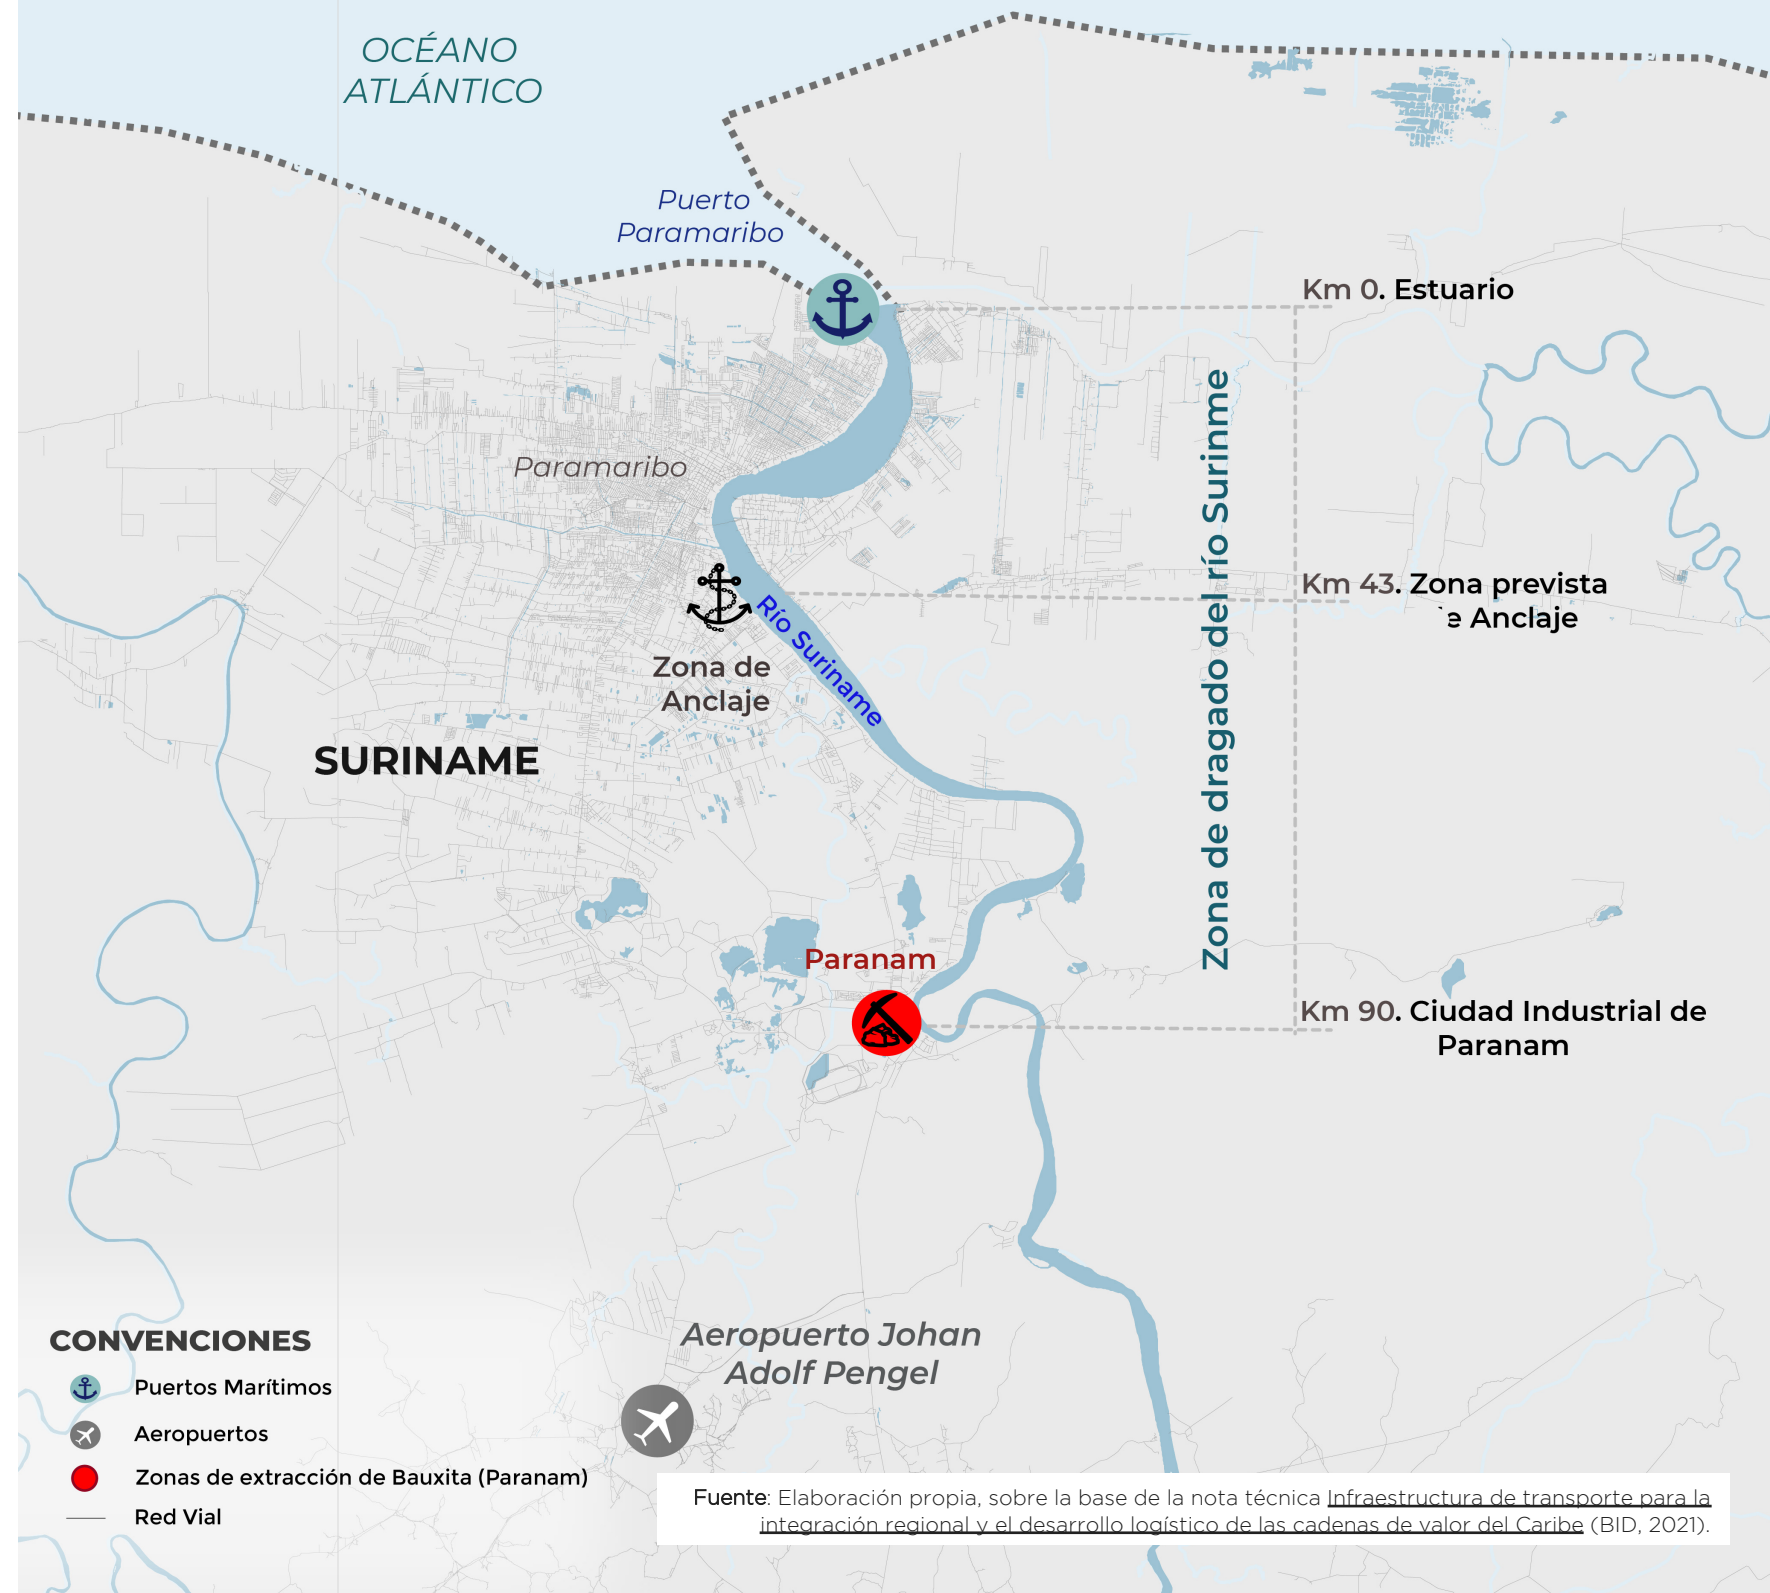 OCÉANO
ATLÁNTICO
Puerto
Paramaribo
Km 0. Estuario
Paramaribo
Zona de dragado del río Surinme
Km 43. Zona prevista
e Anclaje
Río Suriname
Zona de
Anclaje
SURINAME
Paranam
Km 90. Ciudad Industrial de
Paranam
Aeropuerto Johan
Adolf Pengel
CONVENCIONES
Puertos Marítimos
Aeropuertos
Zonas de extracción de Bauxita (Paranam)
Red Vial
Fuente: Elaboración propia, sobre la base de la nota técnica Infraestructura de transporte para la
integración regional y el desarrollo logístico de las cadenas de valor del Caribe (BID, 2021).